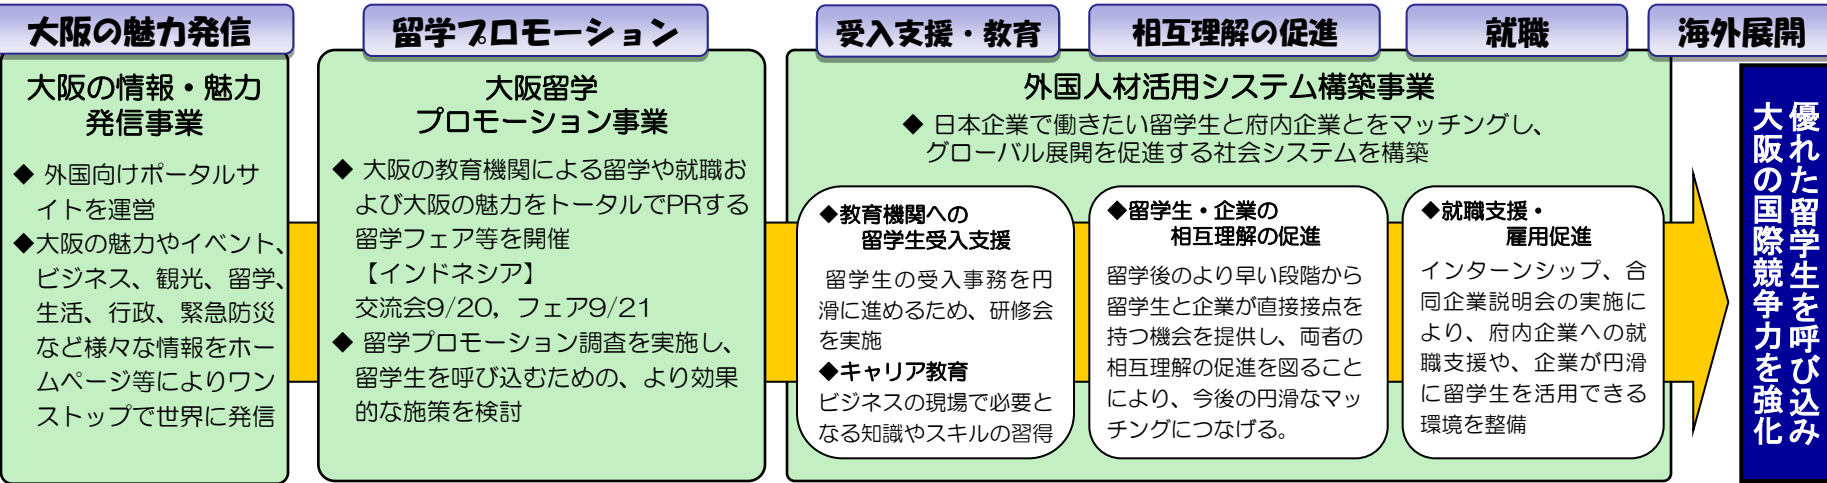 大阪の魅力発信
大阪の情報・魅力
発信事業
◆ 外国向けポータルサ
イトを運営
◆大阪の魅力やイベント、
ビジネス、観光、留学、
生活、行政、緊急防災
など様々な情報をホー
ムページ等によりワン
ストップで世界に発信
留学プロモーション
大阪留学
プロモーション事業
◆ 大阪の教育機関による留学や就職お
よび大阪の魅力をトータルでPRする
留学フェア等を開催
【インドネシア】
交流会9/20，フェア9/21
◆ 留学プロモーション調査を実施し、
留学生を呼び込むための、より効果
的な施策を検討
受入支援・教育
相互理解の促進
就職
外国人材活用システム構築事業
◆ 日本企業で働きたい留学生と府内企業とをマッチングし、
グローバル展開を促進する社会システムを構築
◆教育機関への
留学生受入支援
留学生の受入事務を円
滑に進めるため、研修会
を実施
◆キャリア教育
ビジネスの現場で必要と
なる知識やスキルの習得
◆留学生・企業の
相互理解の促進
留学後のより早い段階から
留学生と企業が直接接点を
持つ機会を提供し、両者の
相互理解の促進を図ること
により、今後の円滑なマッ
チングにつなげる。
◆就職支援・
雇用促進
インターンシップ、合
同企業説明会の実施に
より、府内企業への就
職支援や、企業が円滑
に留学生を活用できる
環境を整備
海外展開
優れた留学生を呼び込み
大阪の国際競争力を強化